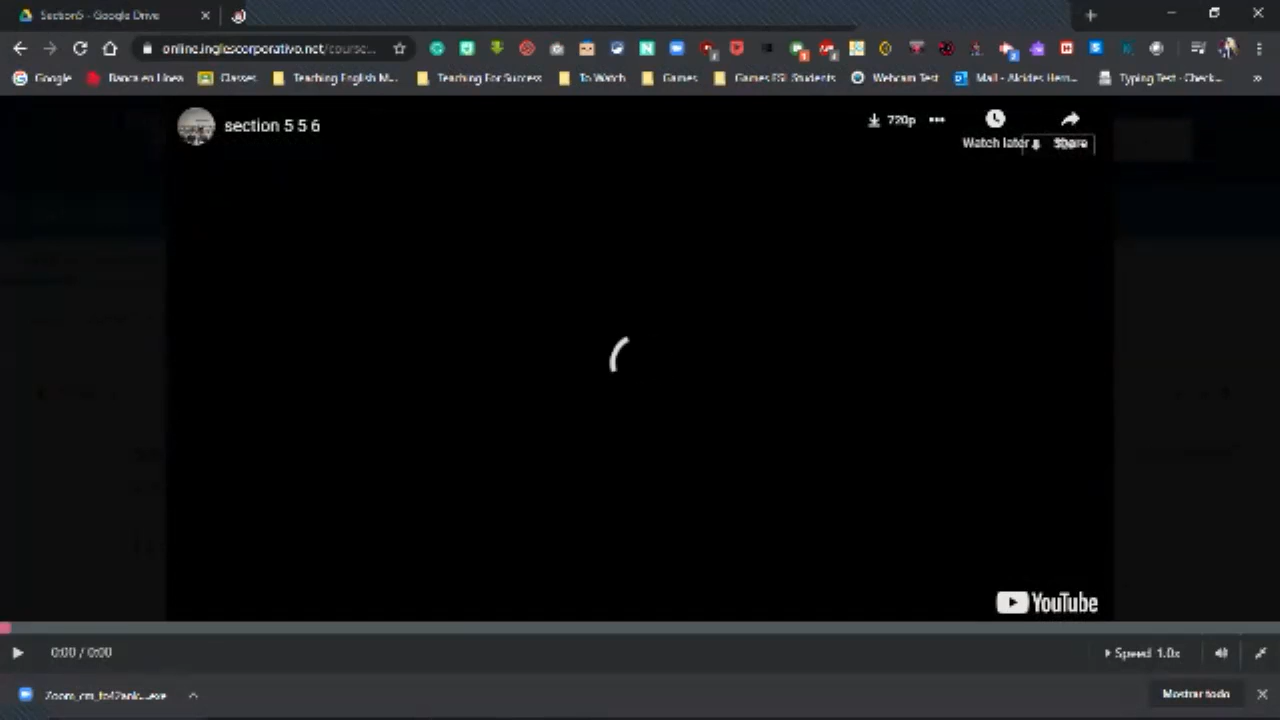 Section5 - Google Drive
online.inglescorporativo.net/course...
Google
Banca en Linea
Classes
Teaching English M...
Teaching For Success
To Watch
Games
Games ESL Students
Webcam Test
Mail - Alcides Hern...
Typing Test - Check...
section 5 5 6
720p
Watch later
Share
YouTube
0:00 / 0:00
Speed 1.0x
Mostrar todo